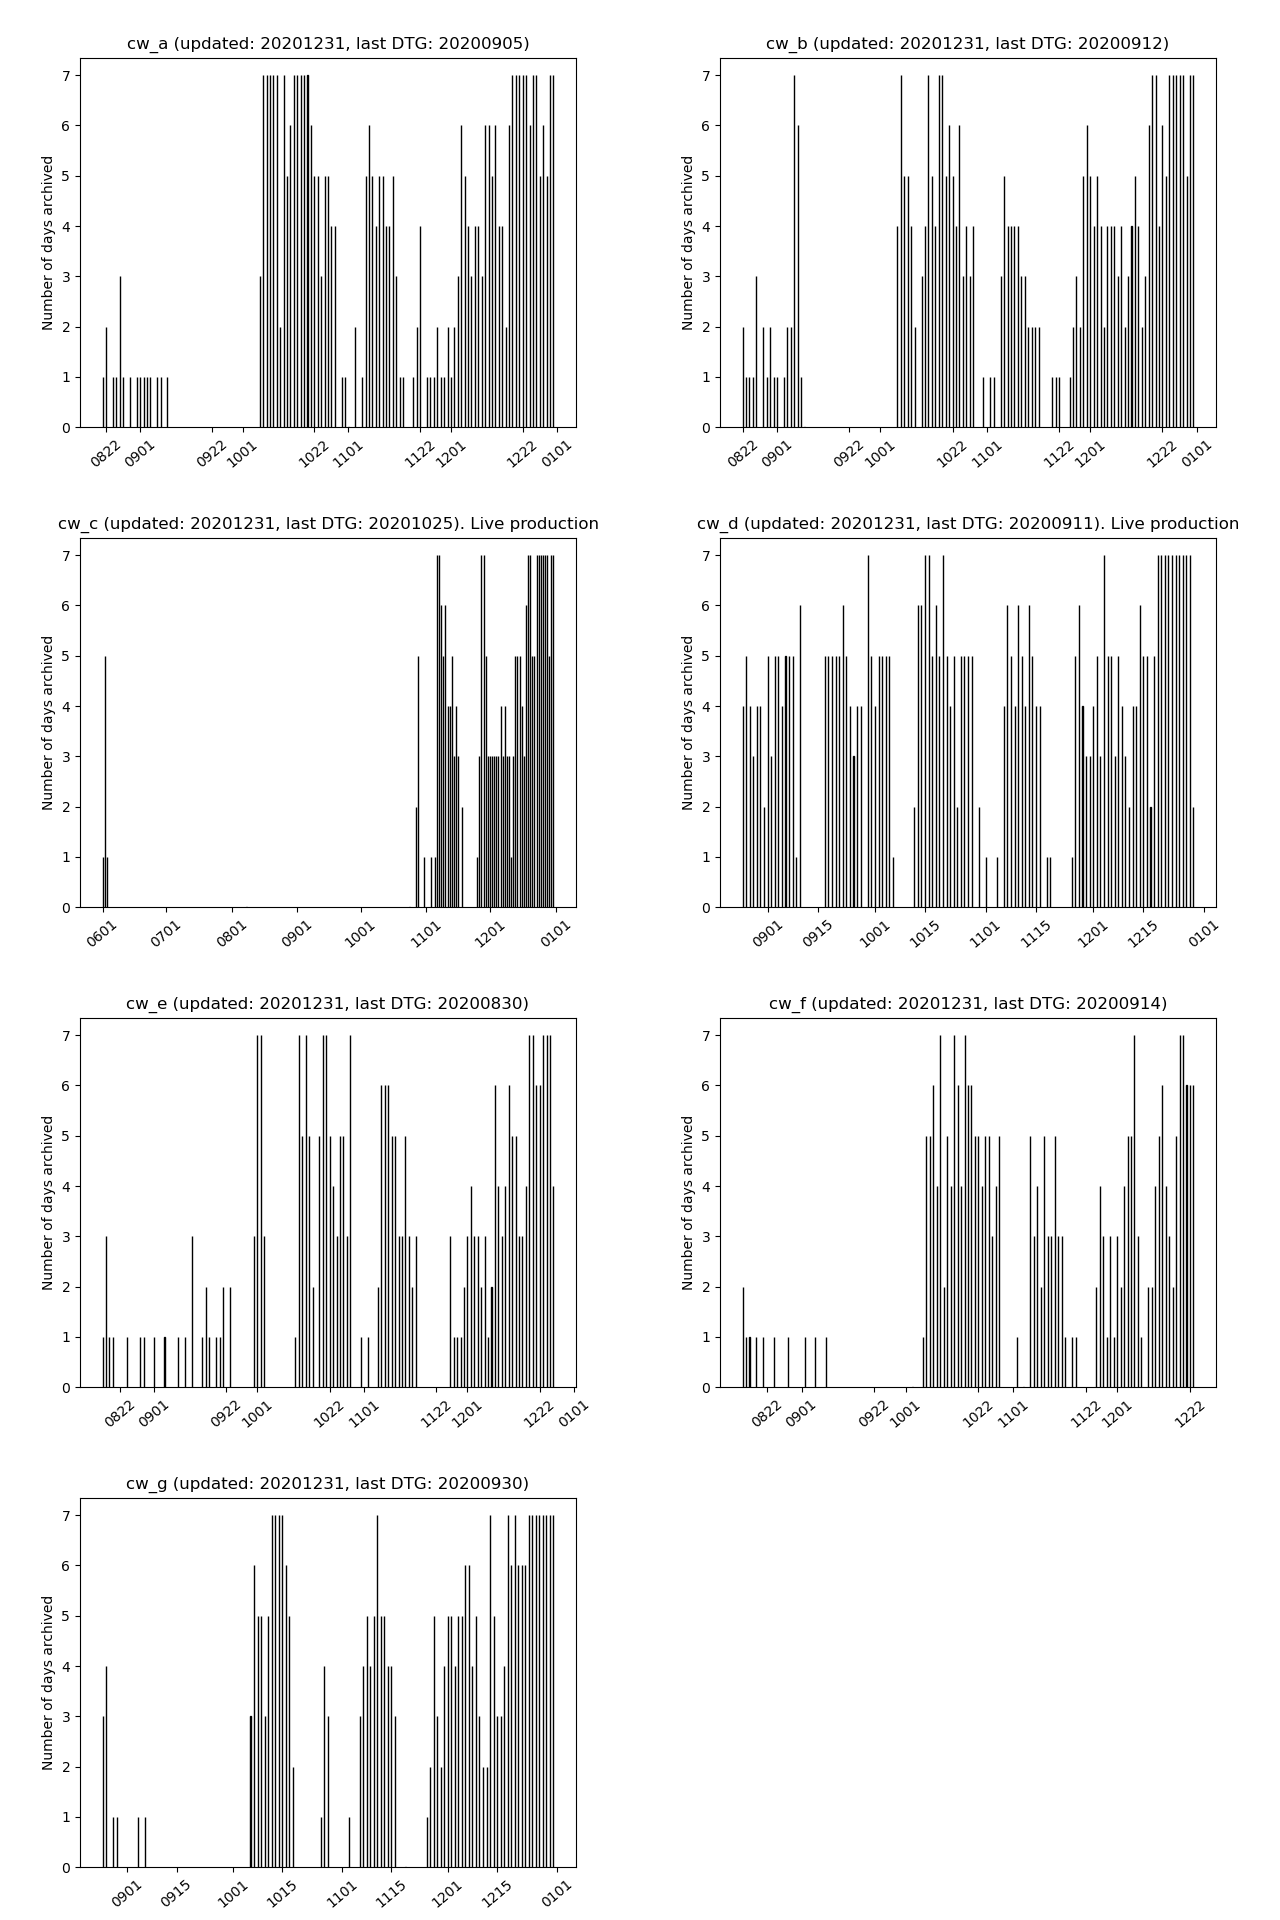 cw_a (updated: 20201231, last DTG: 20200905)
Number of days archived
7
6
5
4
3
2
1
0
0822 0901 0922 1001 1022 1101 1122 1201 1222 0101
cw_b (updated: 20201231, last DTG: 20200912)
Number of days archived
7
6
5
4
3
2
1
0
0822 0901 0922 1001 1022 1101 1122 1201 1222 0101
cw_c (updated: 20201231, last DTG: 20201025). Live production
Number of days archived
7
6
5
4
3
2
1
0
0601 0701 0801 0901 1001 1101 1201 0101
cw_d (updated: 20201231, last DTG: 20200911). Live production
Number of days archived
7
6
5
4
3
2
1
0
0901 0915 1001 1015 1101 1115 1201 1215 0101
cw_e (updated: 20201231, last DTG: 20200830)
Number of days archived
7
6
5
4
3
2
1
0
0822 0901 0922 1001 1022 1101 1122 1201 1222 0101
cw_f (updated: 20201231, last DTG: 20200914)
Number of days archived
7
6
5
4
3
2
1
0
0822 0901 0922 1001 1022 1101 1122 1201 1222
cw_g (updated: 20201231, last DTG: 20200930)
Number of days archived
7
6
5
4
3
2
1
0
0901 0915 1001 1015 1101 1115 1201 1215 0101